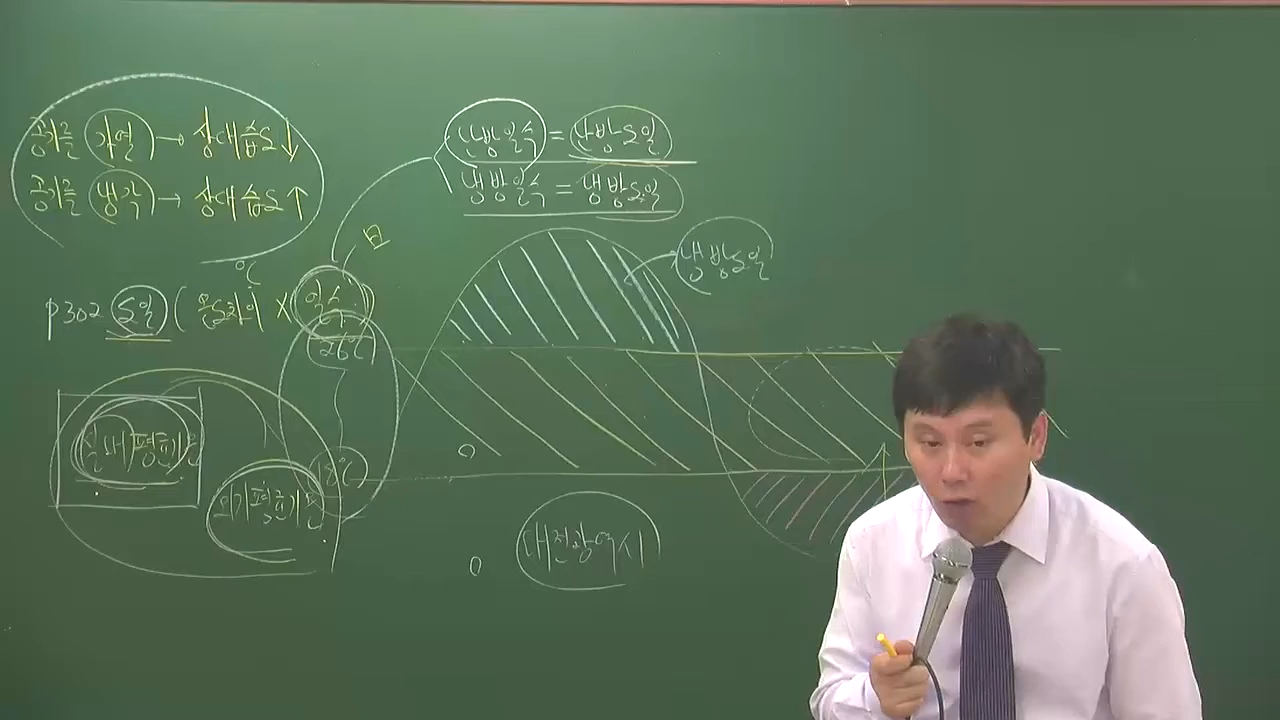 공기를 가열 → 상대습도↓
공기를 냉각 → 상대습도↑
난방일수 = 난방도일
냉방일수 = 냉방도일
냉방도일
일
℃
p302 도일( 온도차이 × 일수 )
26℃
18℃
실내평균기온
외기평균기온
대전광역시